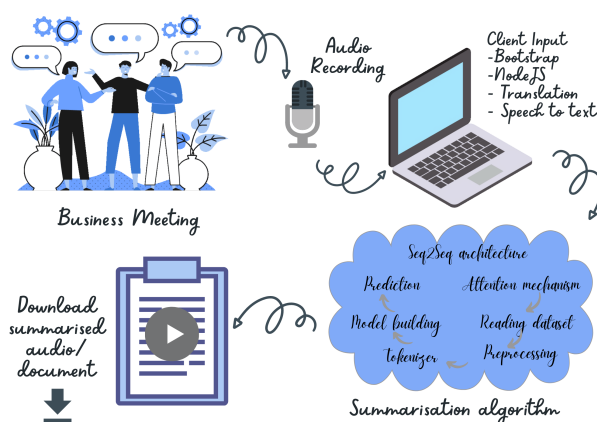 Audio
Recording
Client Input
-Bootstrap
-NodeJS
- Translation
- Speech to text
Business Meeting
Seq2Seq architecture
Prediction
Attention mechanism
Model building
Reading dataset
Tokenizer
Preprocessing
Summarisation algorithm
Download
summarised
audio/
document